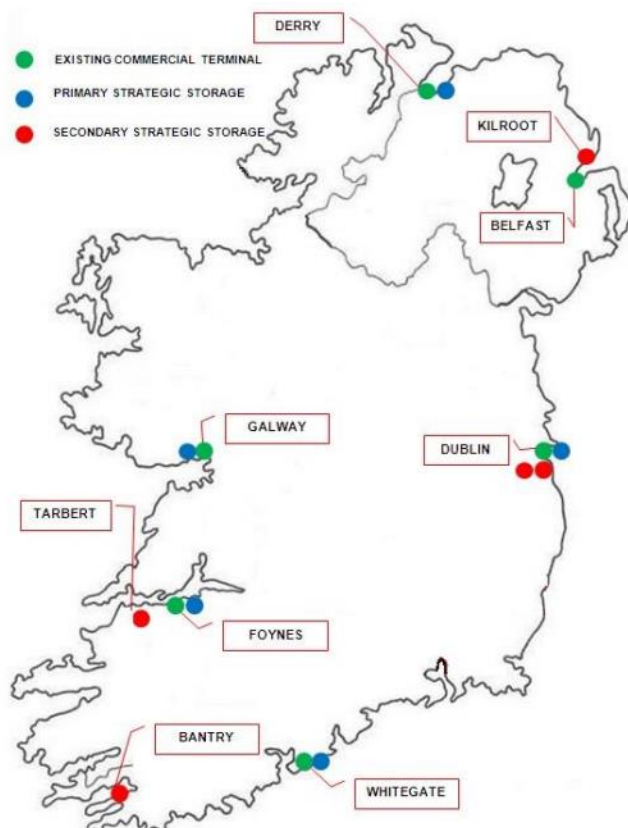 DERRY
EXISTING COMMERCIAL TERMINAL
PRIMARY STRATEGIC STORAGE
SECONDARY STRATEGIC STORAGE
KILROOT
BELFAST
GALWAY
DUBLIN
TARBERT
FOYNES
BANTRY
WHITEGATE